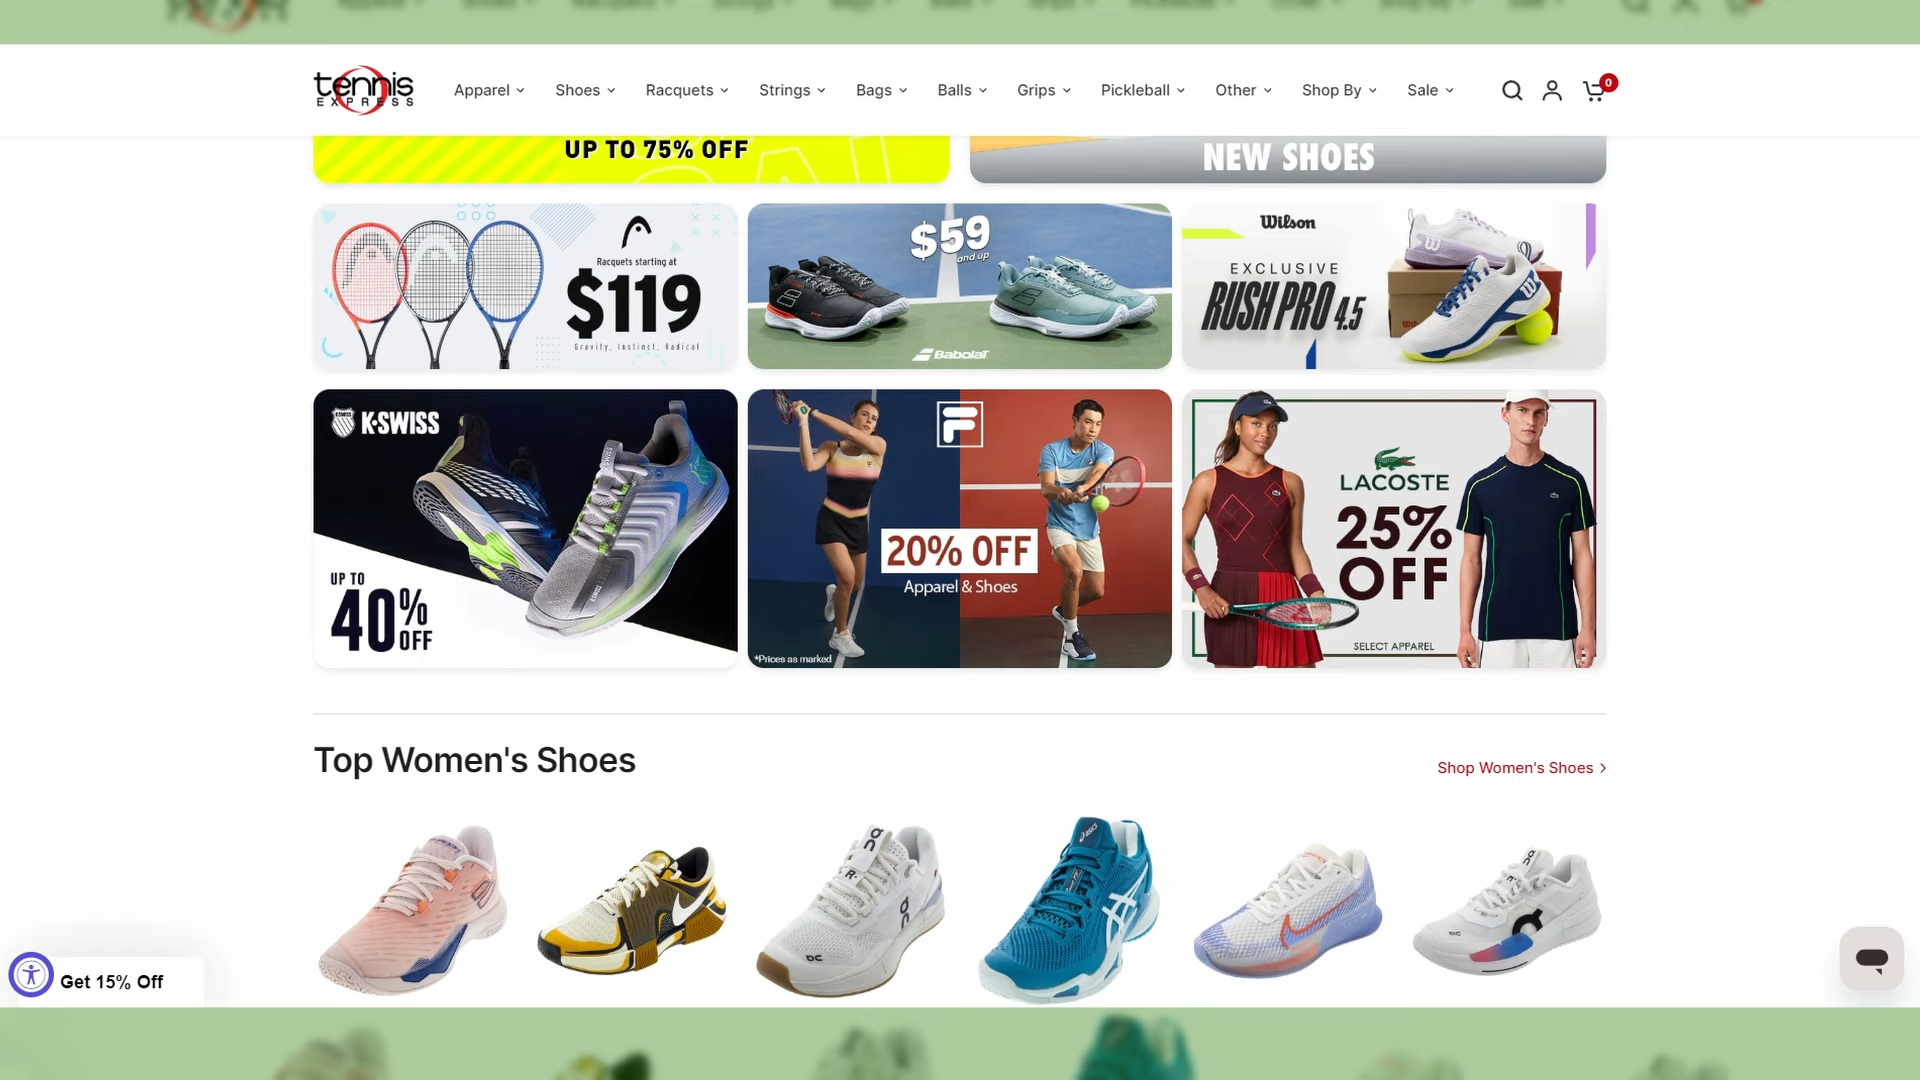 tennis
EXPRESS
Apparel
Shoes
Racquets
Strings
Bags
Balls
Grips
Pickleball
Other
Shop By
Sale
0
UP TO 75% OFF
NEW SHOES
Racquets starting at
$119
Gravity, Instinct, Radical
$59
and up
Babolat
Wilson
EXCLUSIVE
RUSH PRO 4.5
K·SWISS
UP TO
40% OFF
20% OFF
Apparel & Shoes
*Prices as marked
LACOSTE
25%
OFF
SELECT APPAREL
Top Women's Shoes
Shop Women's Shoes
Get 15% Off